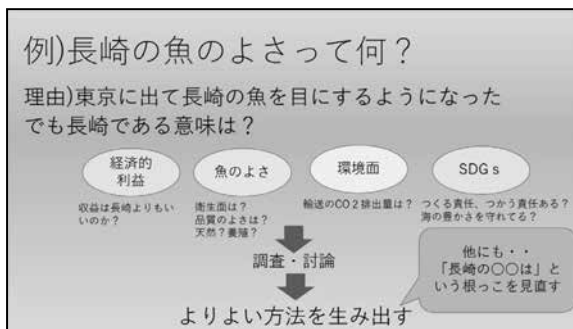 例)長崎の魚のよさって何？
理由)東京に出て長崎の魚を目にするようになった
でも長崎である意味は？
経済的
利益
魚のよさ
環境面
SDGｓ
収益は長崎よりもい
いのか？
衛生面は？
品質のよさは？
天然？養殖？
輸送のCO２排出量は？
つくる責任、つかう責任ある？
海の豊かさを守れてる？
調査・討論
他にも・・
「長崎の〇〇は」と
いう根っこを見直す
よりよい方法を生み出す